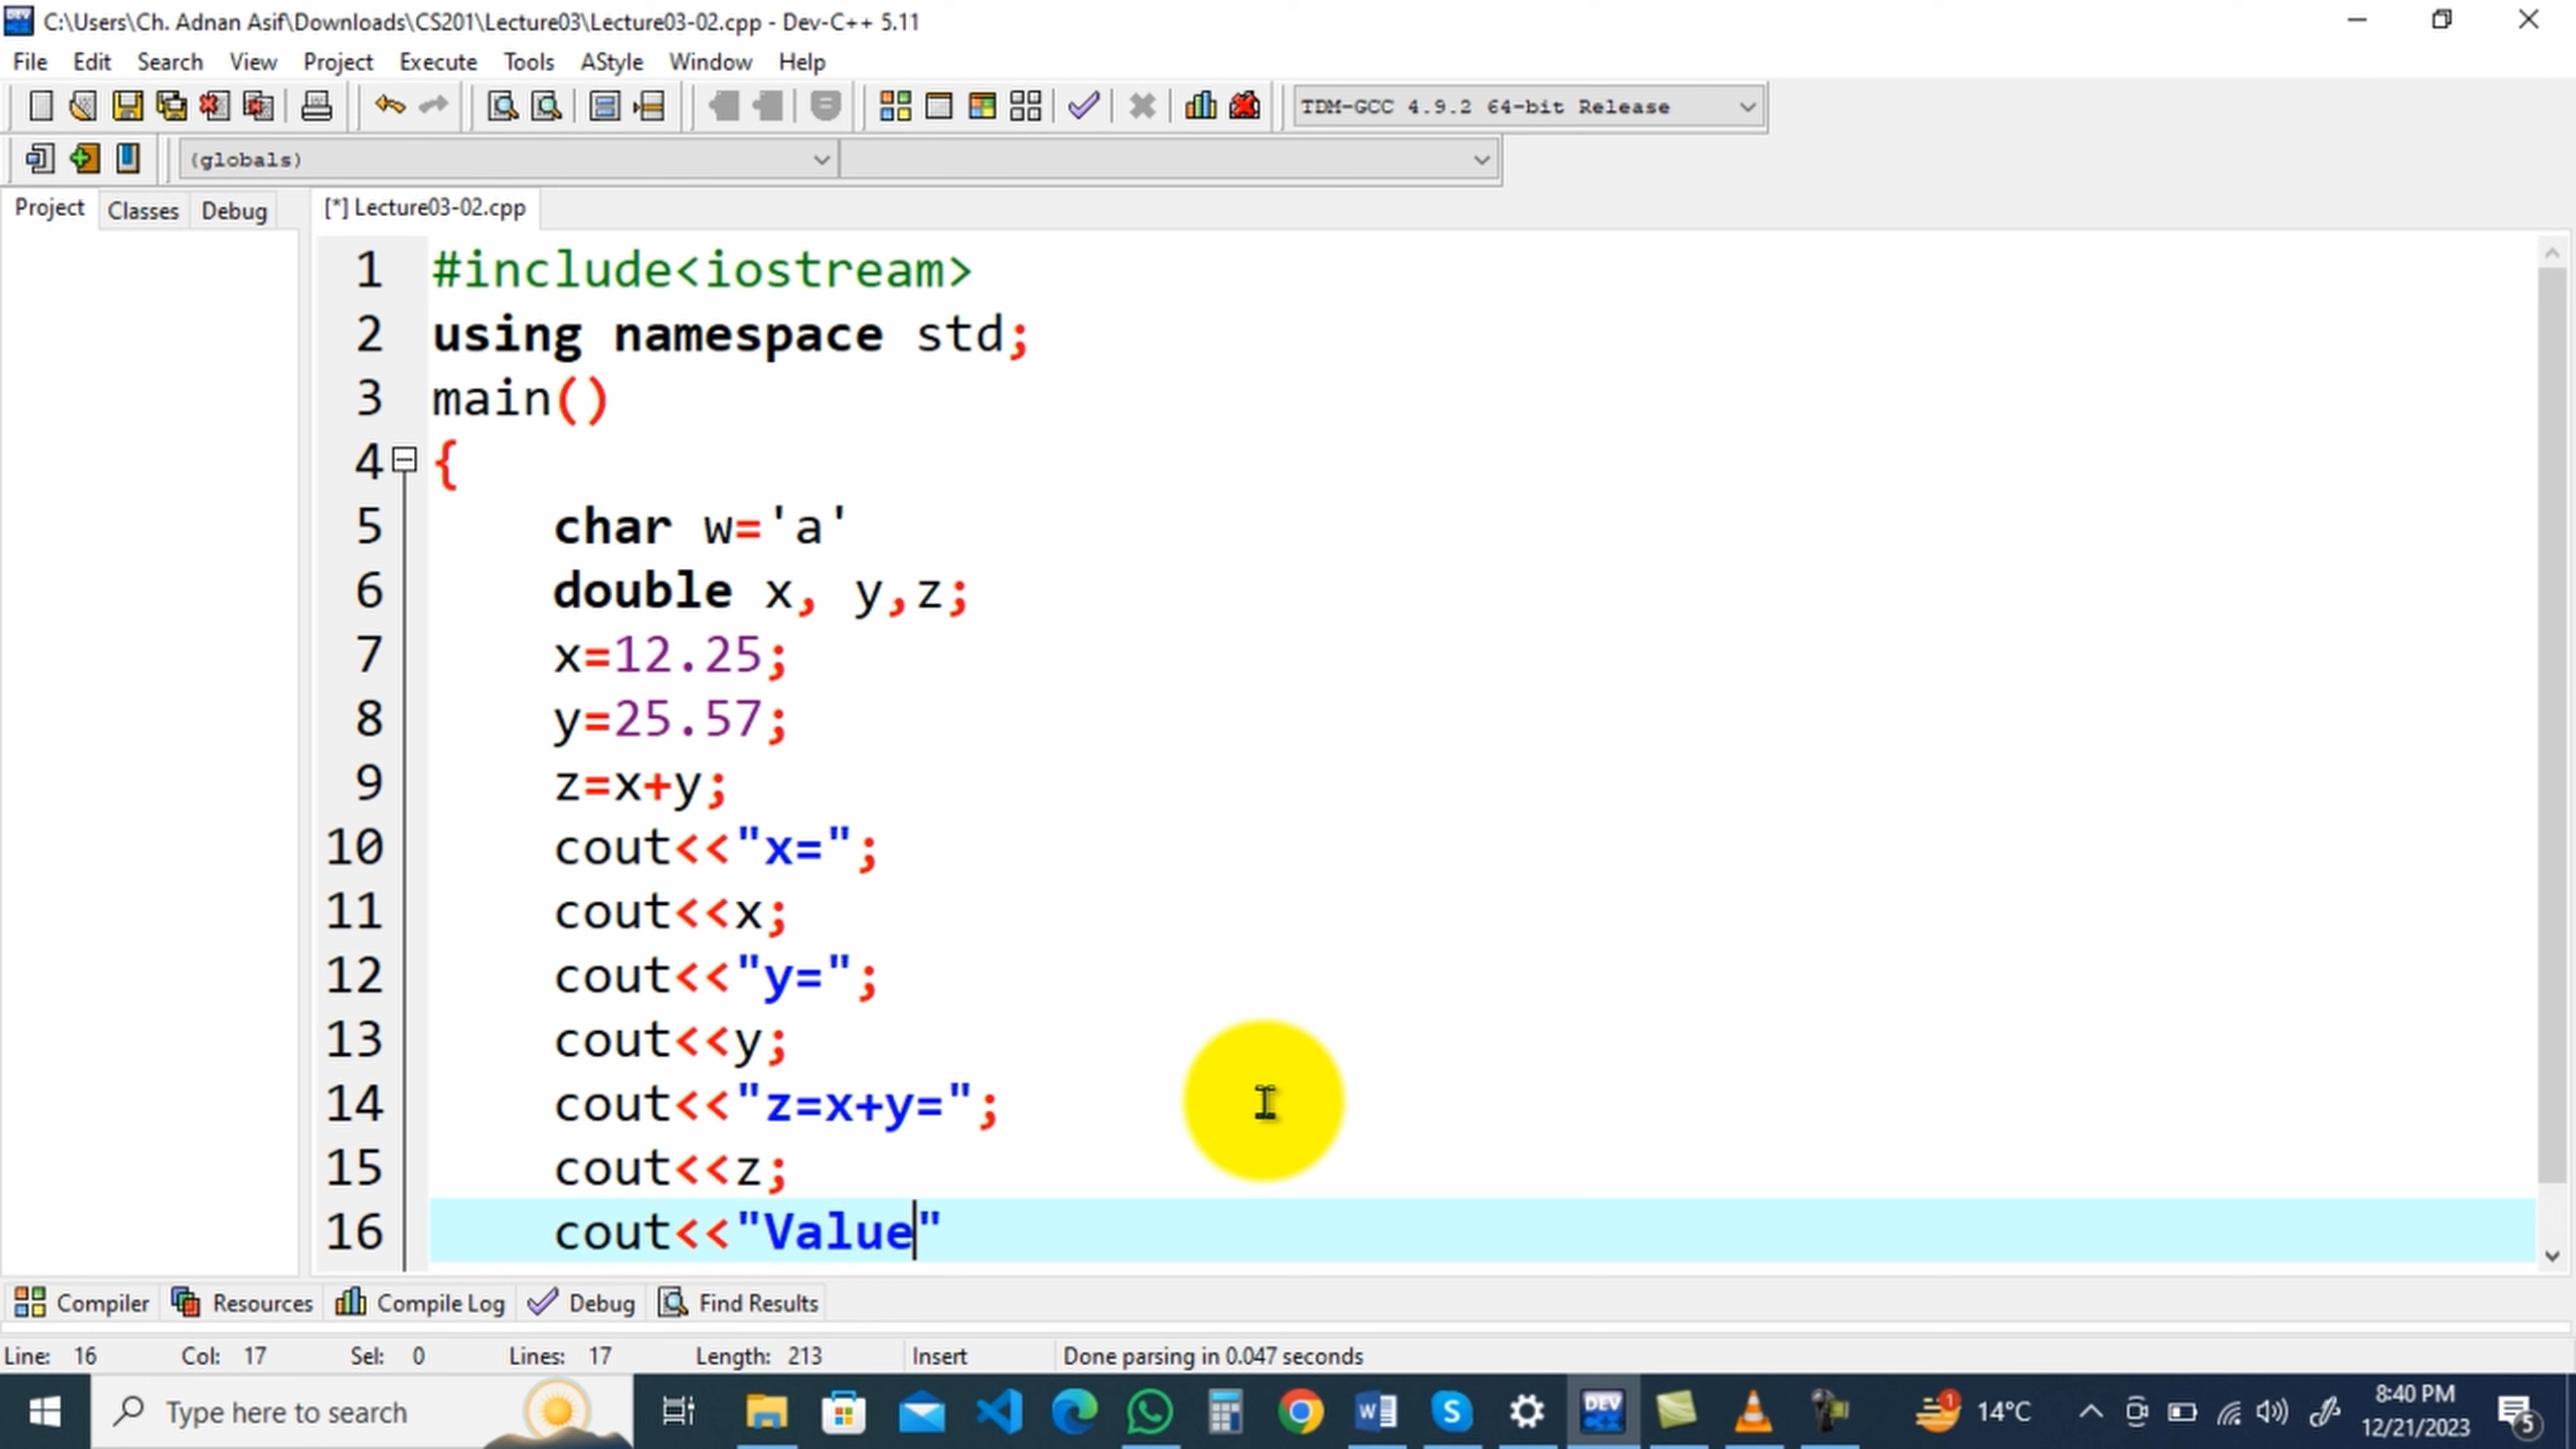 C:\Users\Ch. Adnan Asif\Downloads\CS201\Lecture03\Lecture03-02.cpp - Dev-C++ 5.11
File Edit Search View Project Execute Tools AStyle Window Help
TDM-GCC 4.9.2 64-bit Release
(globals)
Project Classes Debug [*] Lecture03-02.cpp
1 #include<iostream>
2 using namespace std;
3 main()
4 {
5 char w='a'
6 double x, y,z;
7 x=12.25;
8 y=25.57;
9 z=x+y;
10 cout<<"x=";
11 cout<<x;
12 cout<<"y=";
13 cout<<y;
14 cout<<"z=x+y=";
15 cout<<z;
16 cout<<"Value"
Compiler Resources Compile Log Debug Find Results
Line: 16 Col: 17 Sel: 0 Lines: 17 Length: 213 Insert Done parsing in 0.047 seconds
Type here to search DEV C++ 1 14°C 8:40 PM
12/21/2023 5